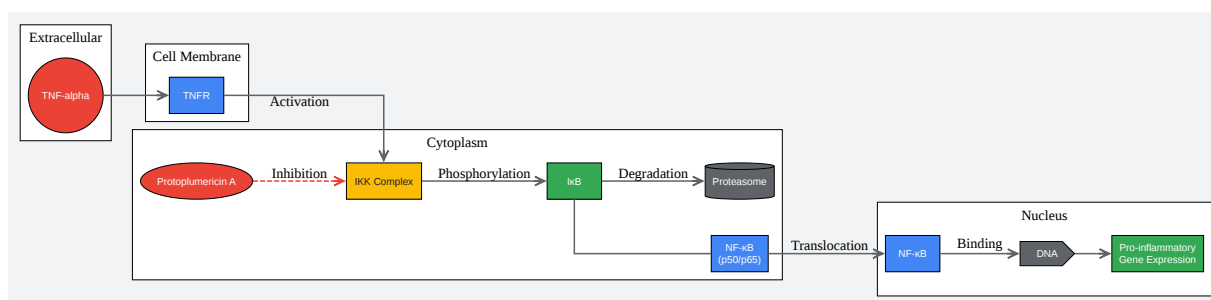 Extracellular
TNF-alpha
Cell Membrane
TNFR
Activation
Cytoplasm
Protoplumericin A
Inhibition
IKK Complex
Phosphorylation
IκB
Degradation
Proteasome
NF-κB
(p50/p65)
Translocation
Nucleus
NF-κB
Binding
DNA
Pro-inflammatory
Gene Expression